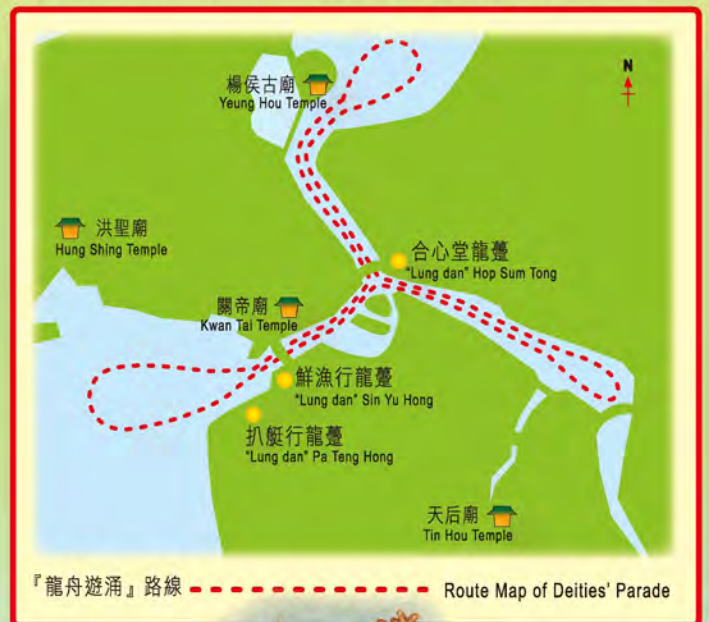 楊侯古廟
Yeung Hou Temple
N
洪聖廟
Hung Shing Temple
合心堂龍躉
"Lung dan" Hop Sum Tong
關帝廟
Kwan Tai Temple
鮮漁行龍躉
"Lung dan" Sin Yu Hong
扒艇行龍躉
"Lung dan" Pa Teng Hong
天后廟
Tin Hou Temple
『龍舟遊涌』路線 Route Map of Deities' Parade